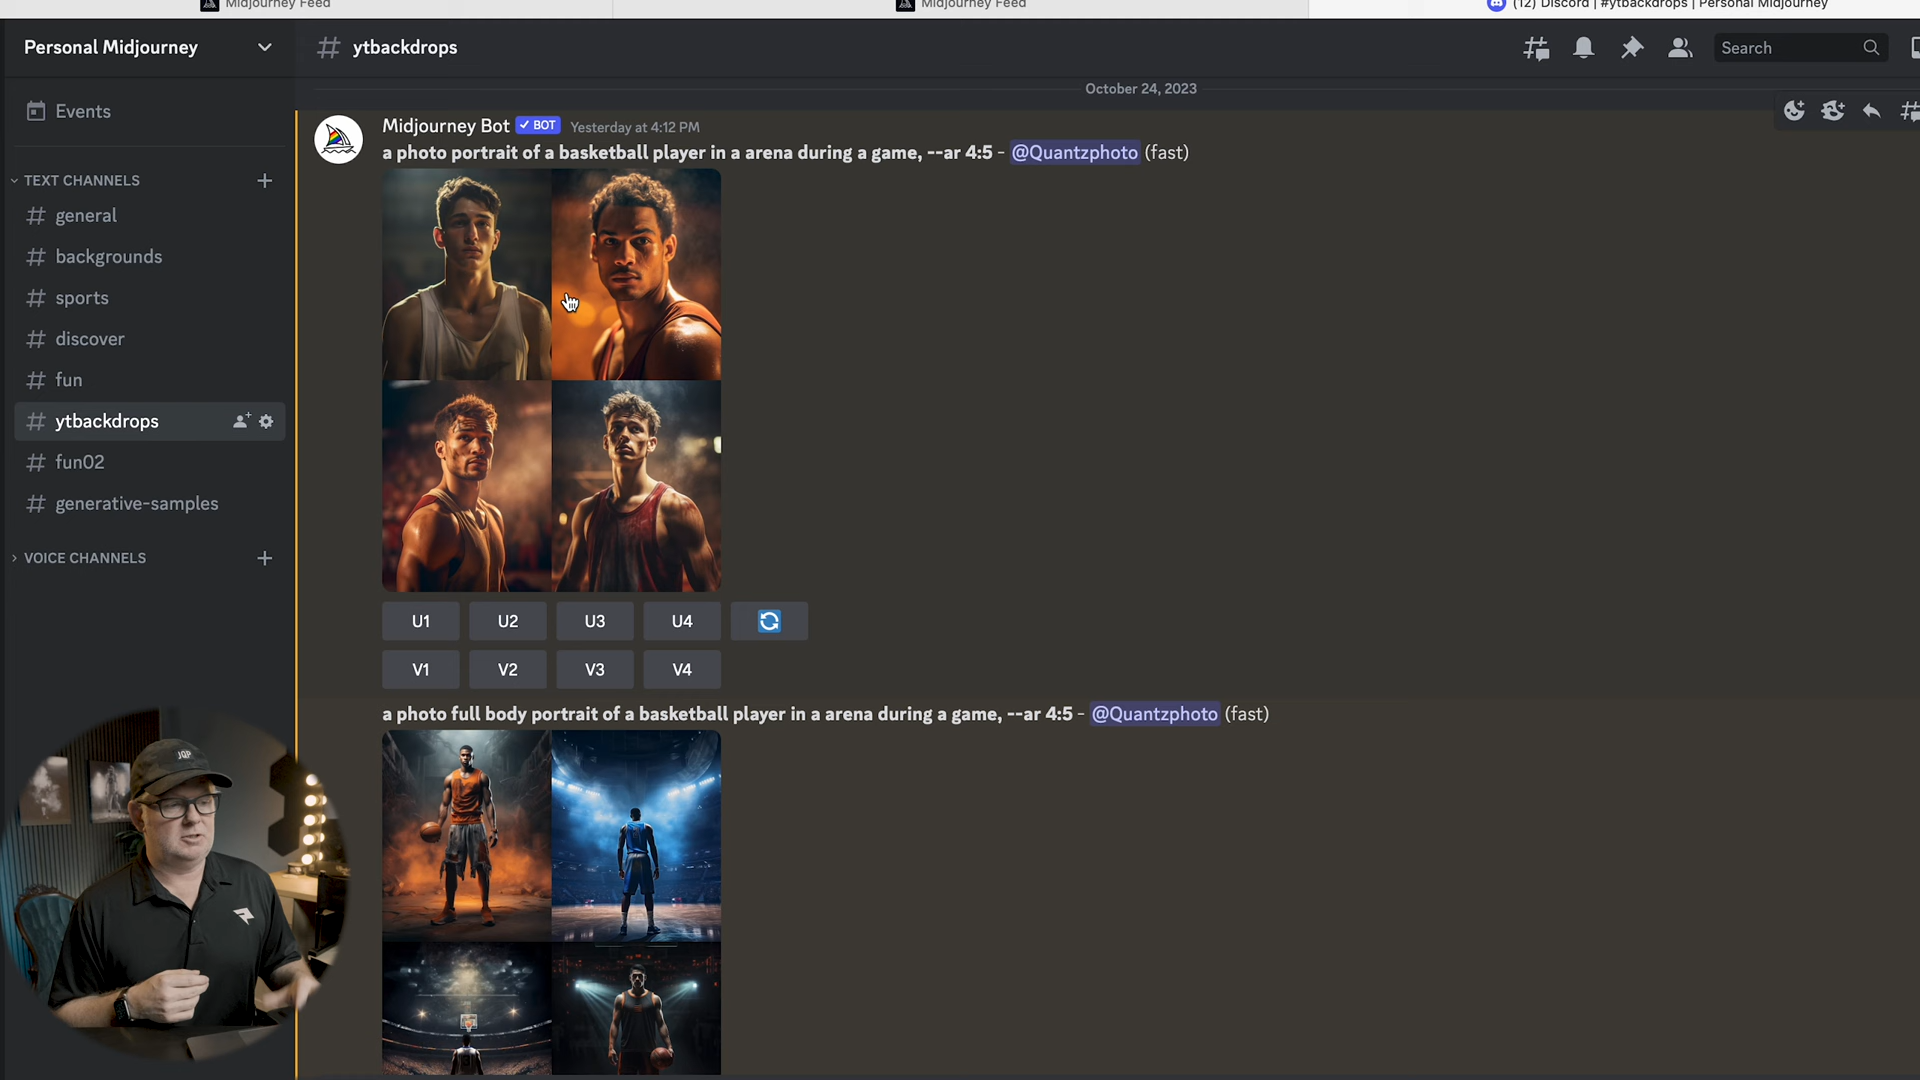 Midjourney Feed
Midjourney Feed
(12) Discord | #ytbackdrops | Personal Midjourney
Personal Midjourney
# ytbackdrops
Search
October 24, 2023
Events
Midjourney Bot ✓ BOT Yesterday at 4:12 PM
a photo portrait of a basketball player in a arena during a game, --ar 4:5 - @Quantzphoto (fast)
TEXT CHANNELS +
# general
# backgrounds
# sports
# discover
# fun
# ytbackdrops
# fun02
# generative-samples
VOICE CHANNELS +
U1 U2 U3 U4
V1 V2 V3 V4
a photo full body portrait of a basketball player in a arena during a game, --ar 4:5 - @Quantzphoto (fast)
JQP